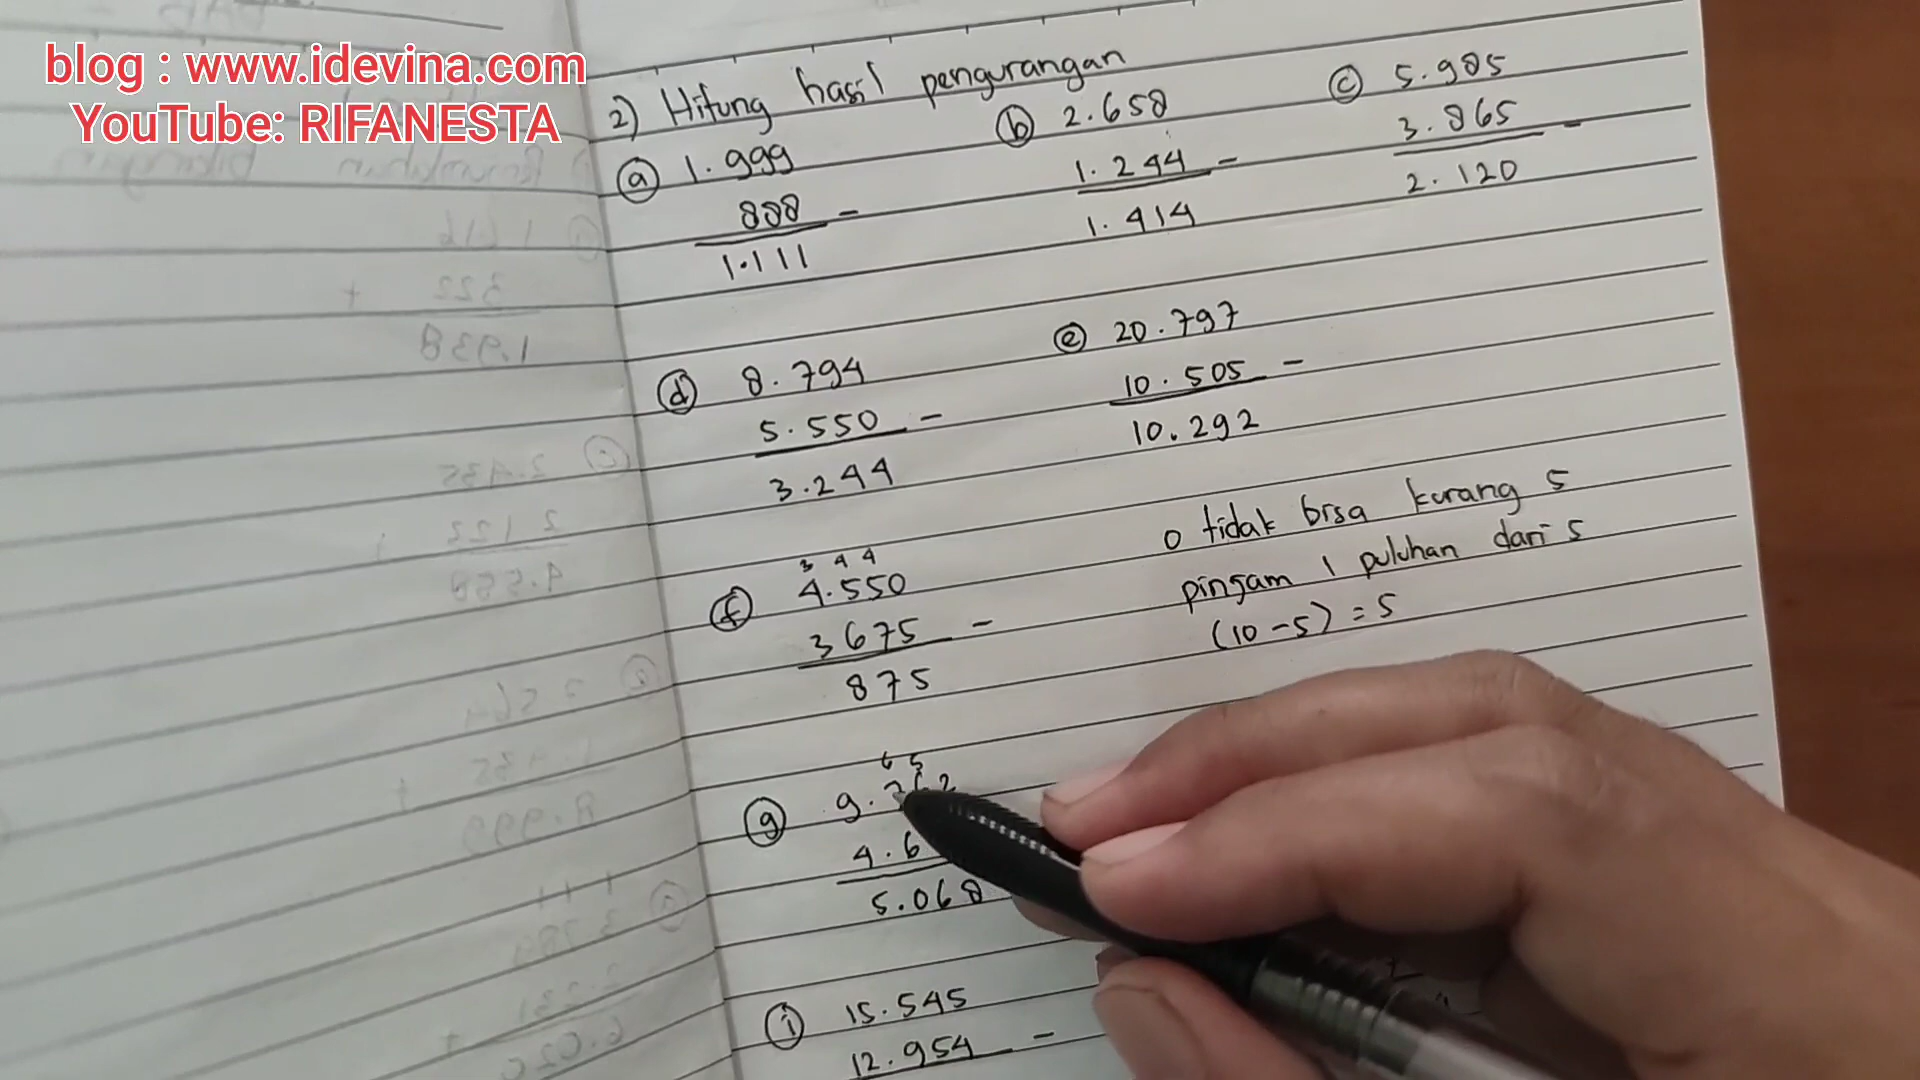 blog : www.idevina.com
YouTube: RIFANESTA
2) Hitung hasil pengurangan
(a) 1.999
888 -
1.111
(b) 2.658
1.244 -
1.414
(c) 5.985
3.865 -
2.120
(d) 8.794
5.550 -
3.244
(e) 20.797
10.505 -
10.292
3 4 4
(f) 4.550
3675 -
875
0 tidak bisa kurang 5
pinjam 1 puluhan dari 5
(10-5) = 5
6 5
(g) 9.762
4.6
5.068
(i) 15.545
12.954 -